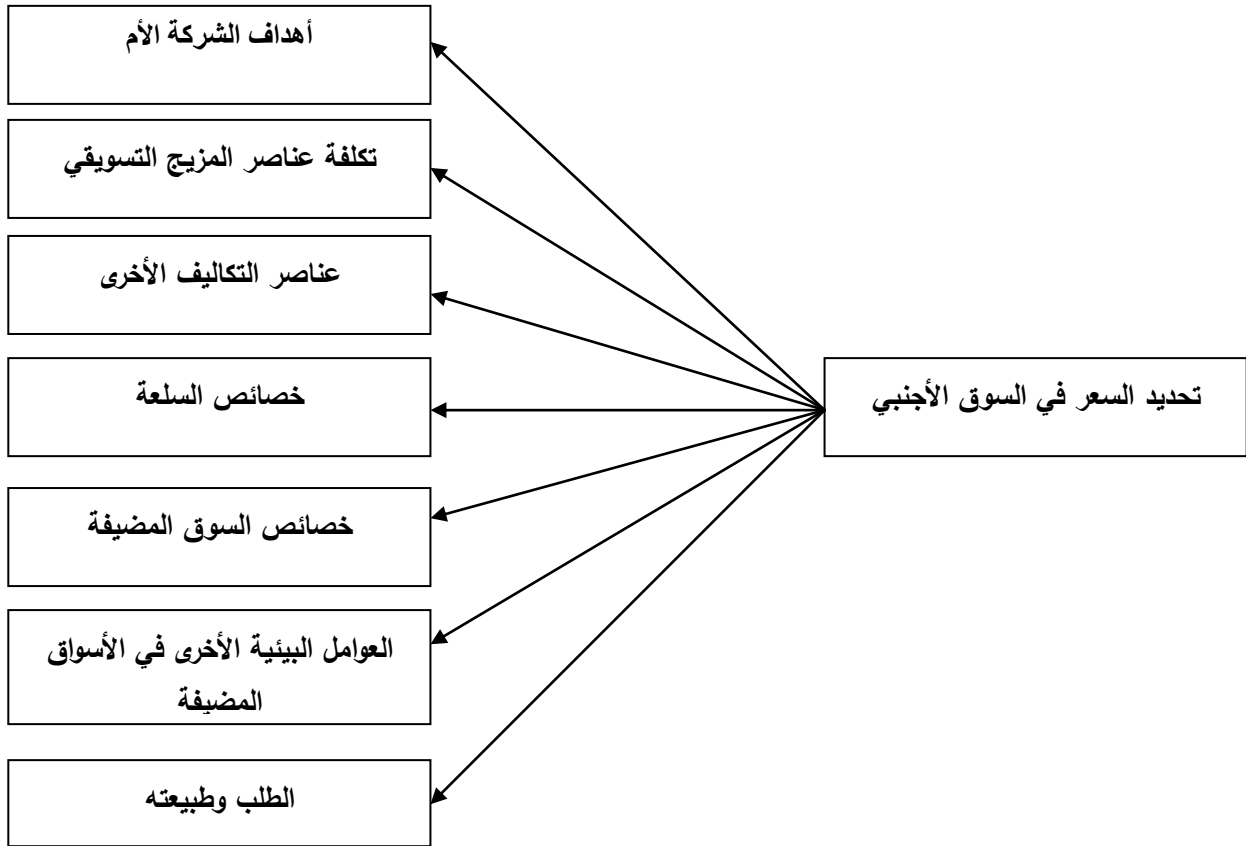 أهداف الشركة الأم
تكلفة عناصر المزيج التسويقي
عناصر التكاليف الأخرى
خصائص السلعة
تحديد السعر في السوق الأجنبي
خصائص السوق المضيفة
العوامل البيئية الأخرى في الأسواق
المضيفة
الطلب وطبيعته